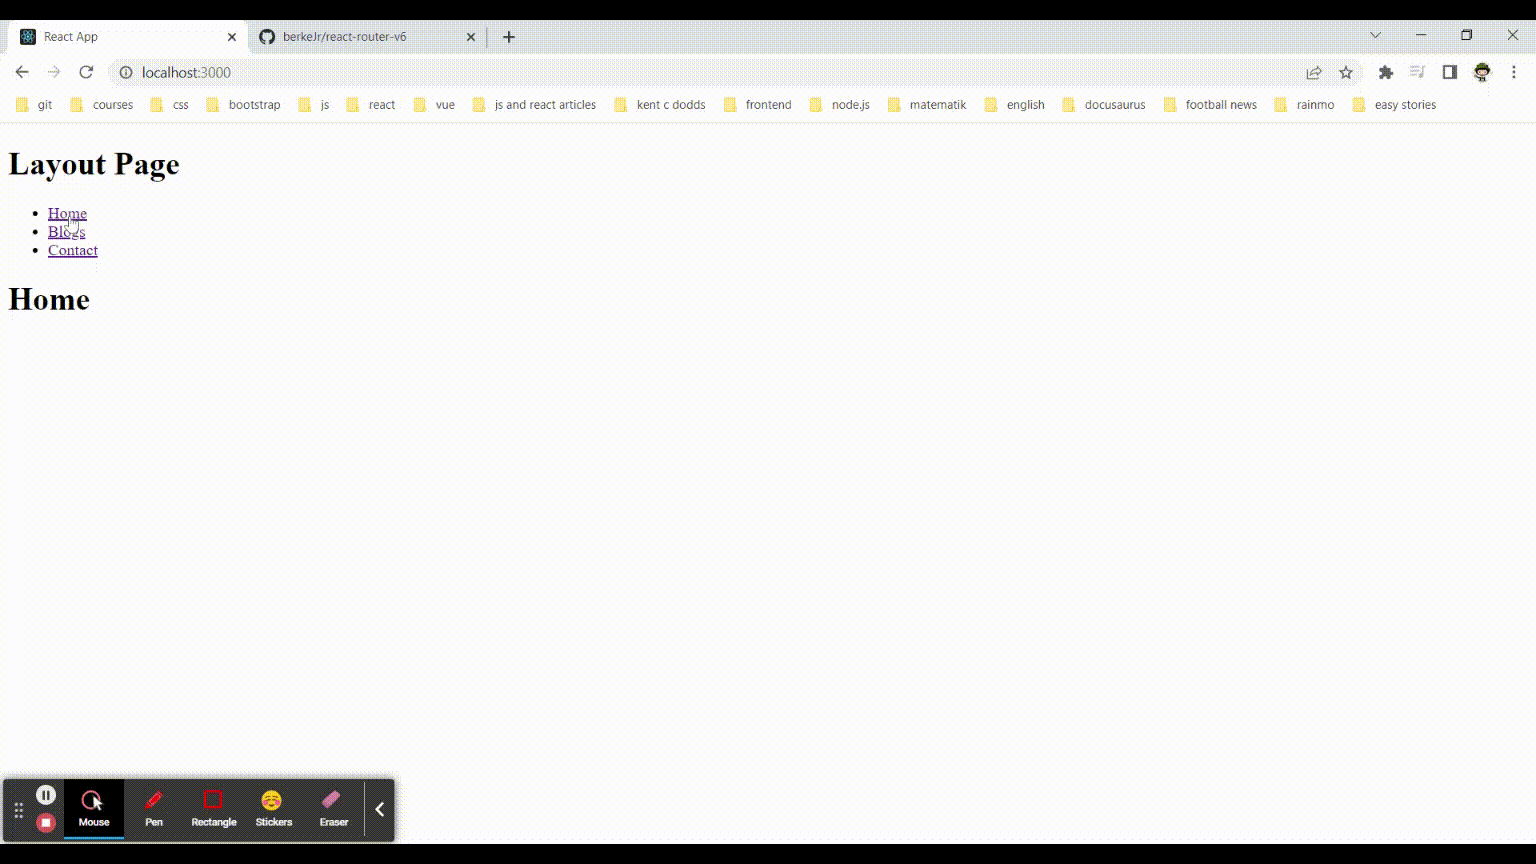 React App
berkeJr/react-router-v6
localhost:3000
git courses css bootstrap js react vue js and react articles kent c dodds frontend node.js matematik english docusaurus football news rainmo easy stories
Layout Page
Home
Blogs
Contact
Home
Mouse Pen Rectangle Stickers Eraser